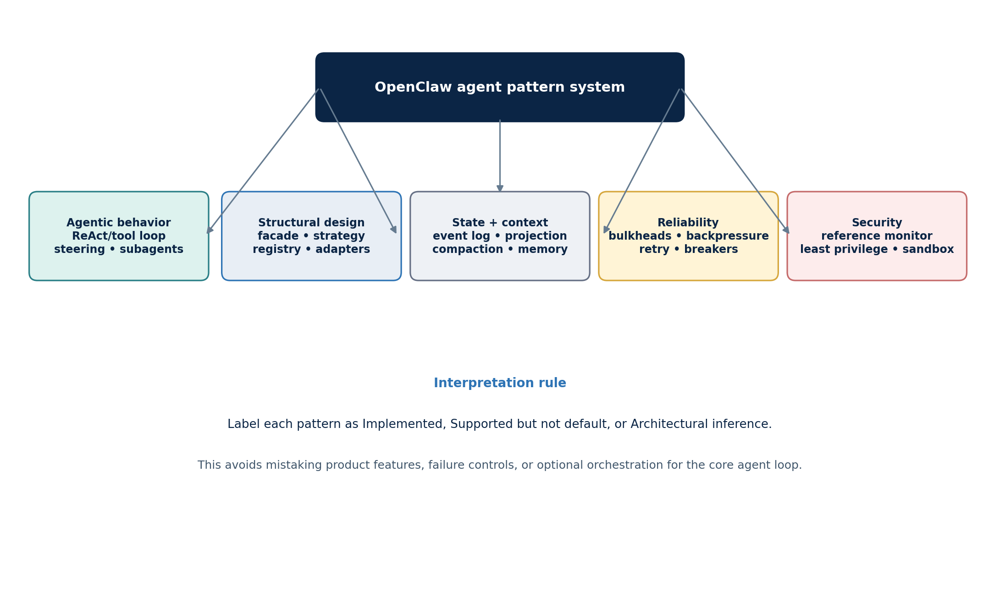 OpenClaw agent pattern system
Agentic behavior
ReAct/tool loop
steering • subagents
Structural design
facade • strategy
registry • adapters
State + context
event log • projection
compaction • memory
Reliability
bulkheads • backpressure
retry • breakers
Security
reference monitor
least privilege • sandbox
Interpretation rule
Label each pattern as Implemented, Supported but not default, or Architectural inference.
This avoids mistaking product features, failure controls, or optional orchestration for the core agent loop.